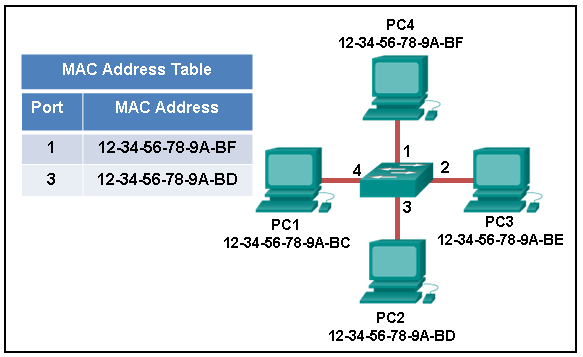 MAC Address Table
Port MAC Address
1 12-34-56-78-9A-BF
3 12-34-56-78-9A-BD
PC4
12-34-56-78-9A-BF
1
4
2
3
PC1
12-34-56-78-9A-BC
PC3
12-34-56-78-9A-BE
PC2
12-34-56-78-9A-BD